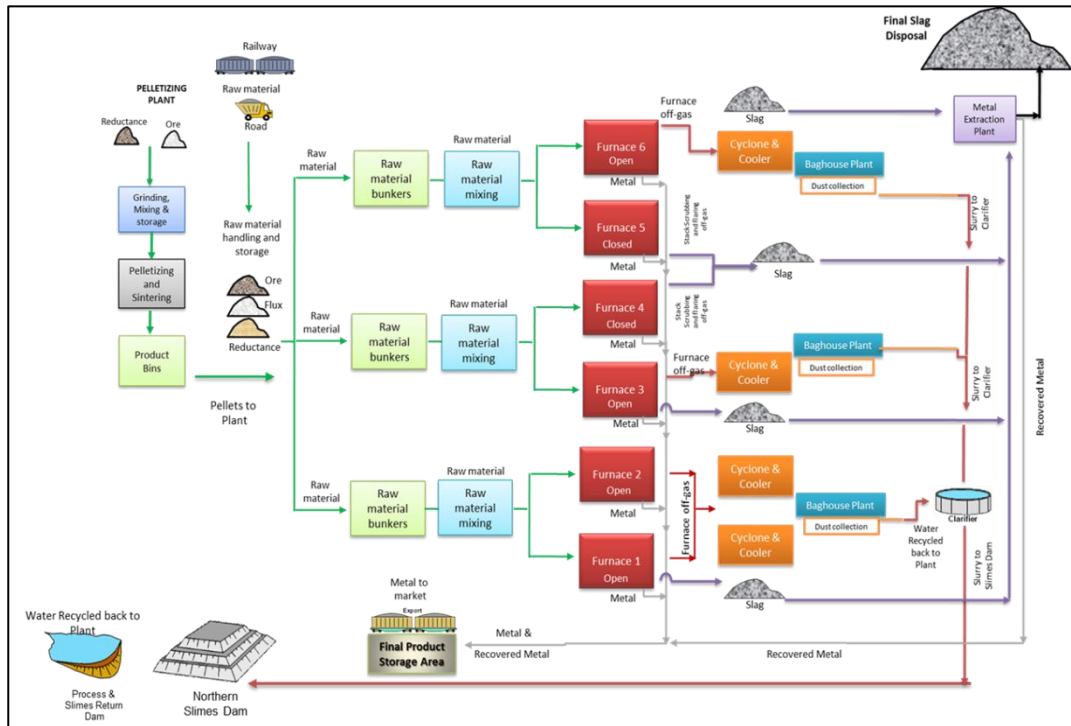 Final Slag
Disposal
Railway
Raw material
Road
PELLETIZING
PLANT
Reductance
Ore
Grinding,
Mixing &
storage
Pelletizing
and
Sintering
Product
Bins
Pellets to
Plant
Raw material
handling and
storage
Ore
Flux
Reductance
Raw
material
Raw
material
bunkers
Raw material
Raw
material
mixing
Raw
material
Raw
material
bunkers
Raw material
Raw
material
mixing
Raw
material
Raw
material
bunkers
Raw material
Raw
material
mixing
Furnace 6
Open
Metal
Furnace 5
Closed
Metal
Furnace 4
Closed
Metal
Furnace 3
Open
Metal
Furnace 2
Open
Metal
Furnace 1
Open
Metal
Furnace
off-gas
Stack Scrubbing
and flaring
off-gas
Stack
Scrubbing
and flaring
off-gas
Furnace
off-gas
Furnace off-gas
Slag
Cyclone &
Cooler
Baghouse Plant
Dust collection
Slurry to
Clarifier
Slag
Cyclone &
Cooler
Baghouse Plant
Dust collection
Slurry to
Clarifier
Slag
Cyclone &
Cooler
Cyclone &
Cooler
Baghouse Plant
Dust collection
Water
Recycled
back to
Plant
Clarifier
Slurry to
Slimes Dam
Slag
Metal
Extraction
Plant
Recovered Metal
Recovered Metal
Metal &
Recovered Metal
Metal to
market
Export
Final Product
Storage Area
Water Recycled back to
Plant
Process &
Slimes Return
Dam
Northern
Slimes Dam